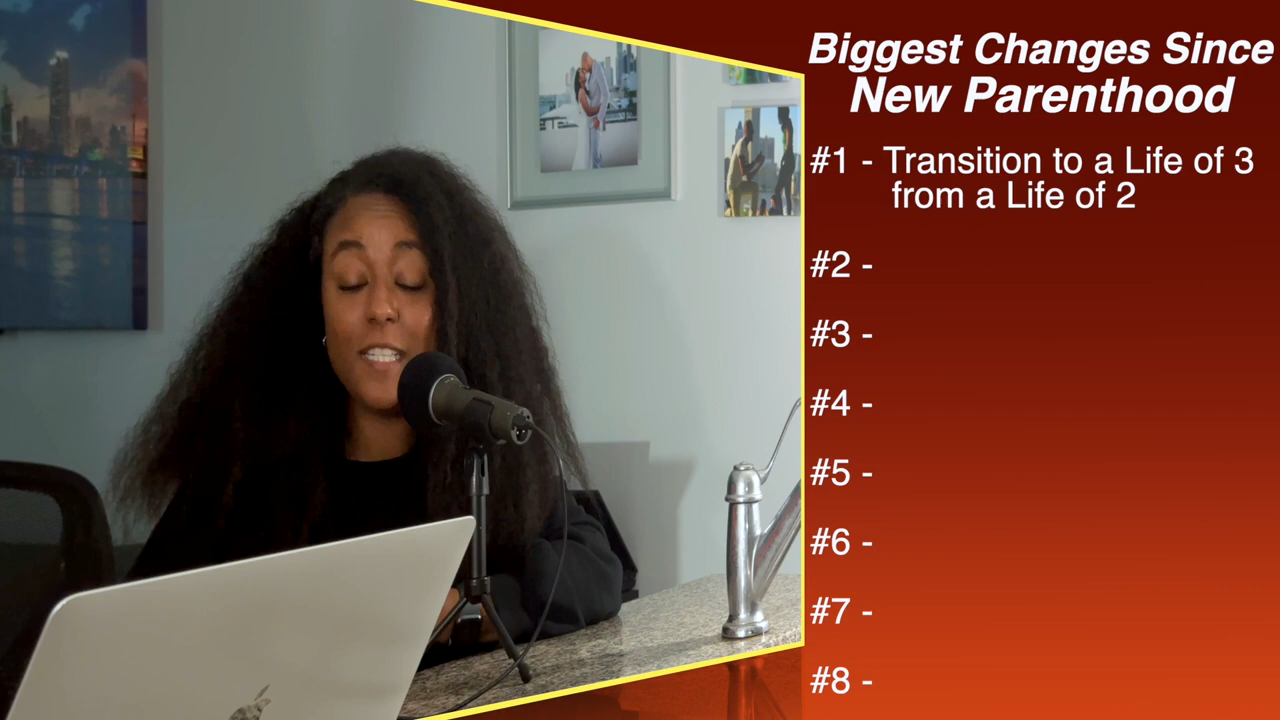 Biggest Changes Since
New Parenthood
#1 - Transition to a Life of 3
from a Life of 2
#2 -
#3 -
#4 -
#5 -
#6 -
#7 -
#8 -